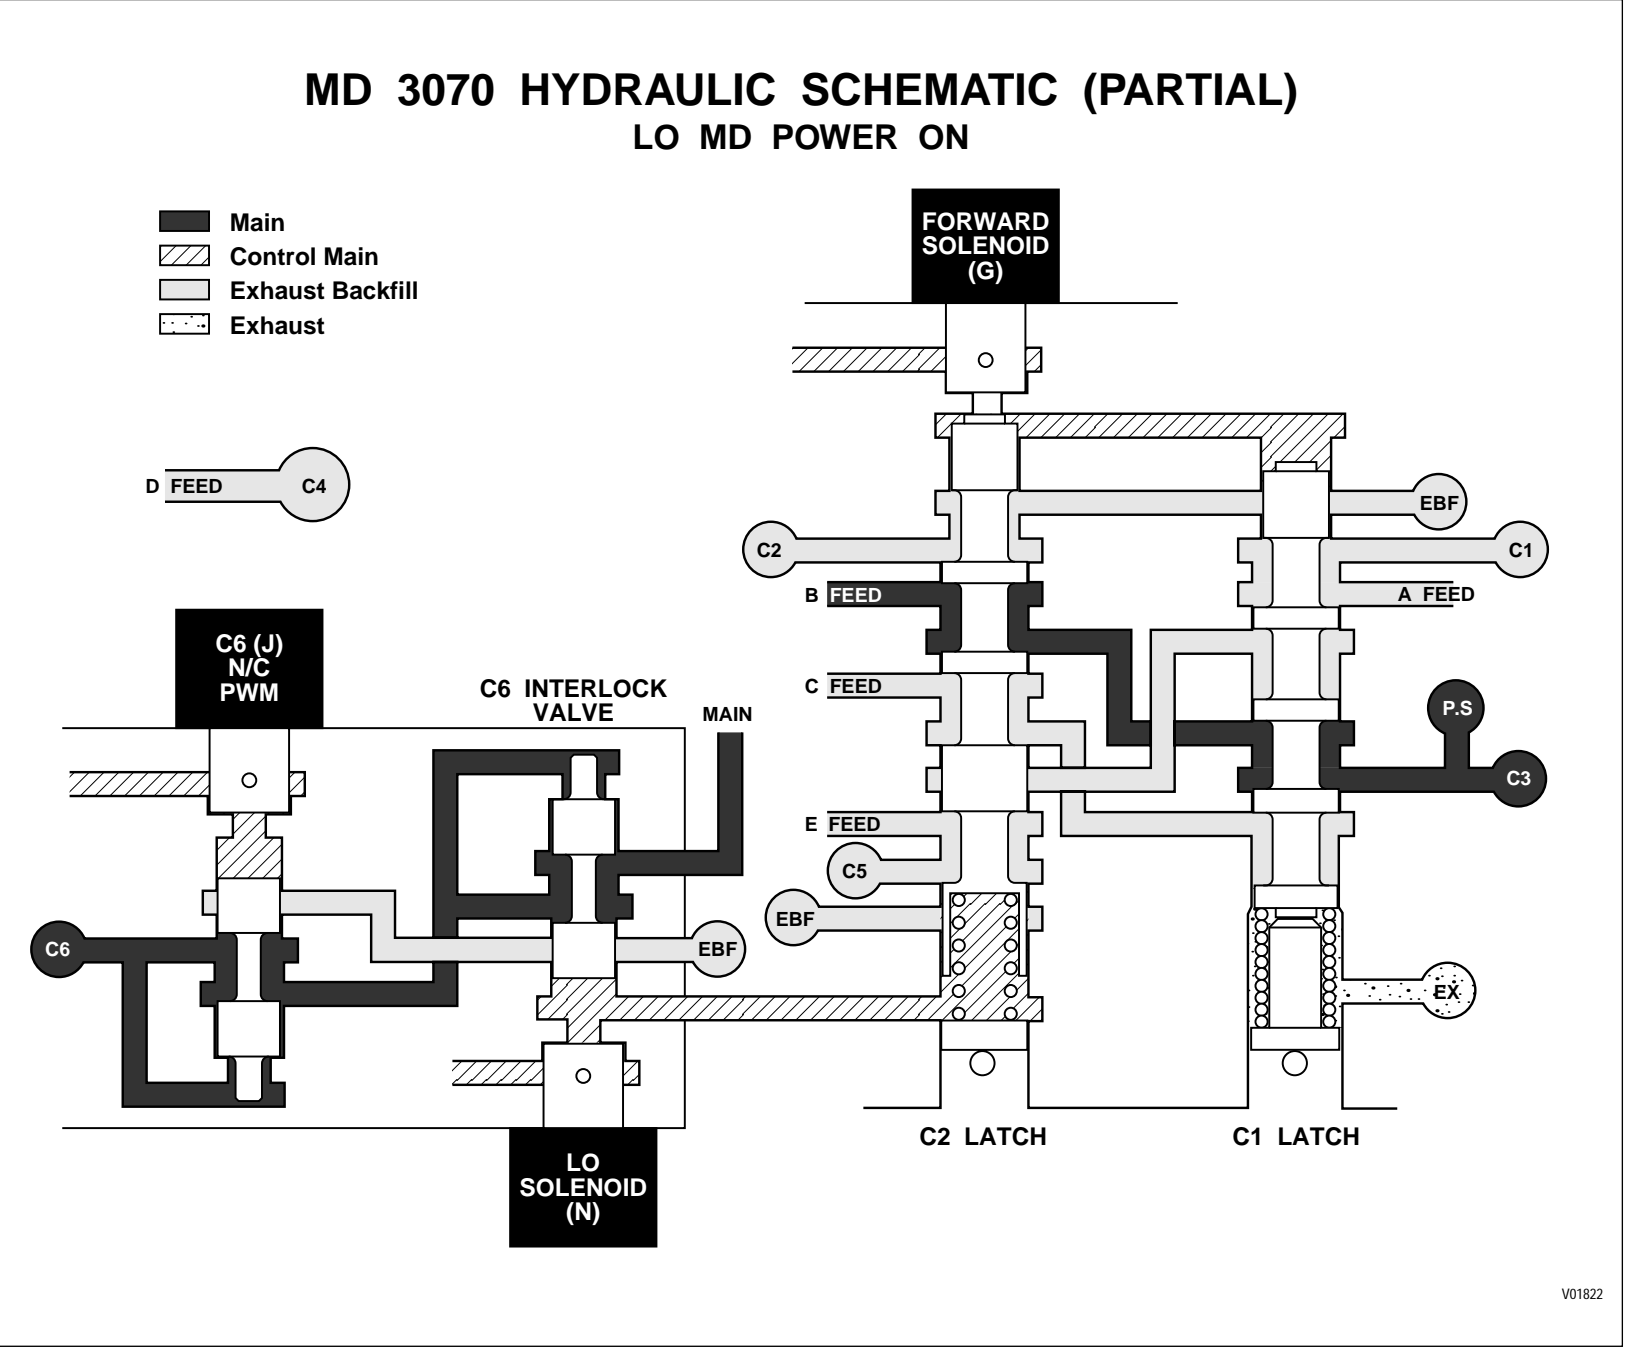 MD 3070 HYDRAULIC SCHEMATIC (PARTIAL)
LO MD POWER ON
Main
Control Main
Exhaust Backfill
Exhaust
FORWARD
SOLENOID
(G)
D FEED
C4
EBF
C2
C1
B FEED
A FEED
C6 (J)
N/C
PWM
C6 INTERLOCK
VALVE
MAIN
C FEED
P.S
C3
E FEED
C5
EBF
C6
EBF
EX
C2 LATCH
C1 LATCH
LO
SOLENOID
(N)
V01822